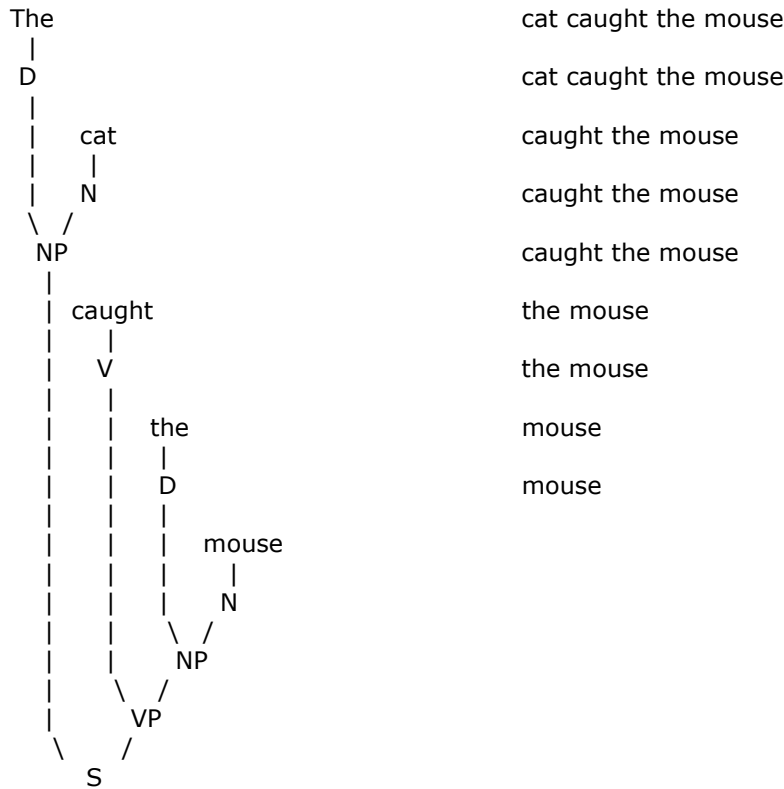 The cat caught the mouse
D cat caught the mouse
cat caught the mouse
N caught the mouse
NP caught the mouse
caught the mouse
V the mouse
the mouse
D mouse
mouse
N
NP
VP
S